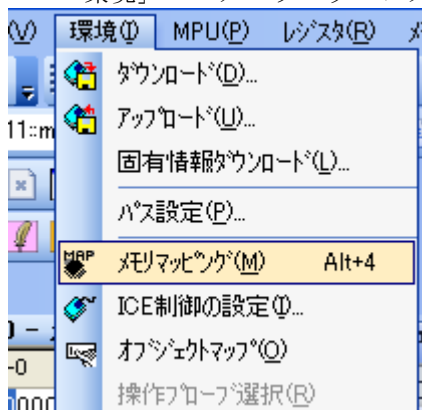 (V) 環境(I) MPU(P) ﾚｼﾞｽﾀ(R)
ﾀﾞｳﾝﾛｰﾄﾞ(D)...
11::m ｱｯﾌﾟﾛｰﾄﾞ(U)...
固有情報ﾀﾞｳﾝﾛｰﾄﾞ(L)...
ﾊﾟｽ設定(P)...
MAP ﾒﾓﾘﾏｯﾋﾟﾝｸﾞ(M) Alt+4
ICE制御の設定(I)...
ｵﾌﾞｼﾞｪｸﾄﾏｯﾌﾟ(O)
-0
操作ﾌﾟﾛｰﾌﾞ選択(R)